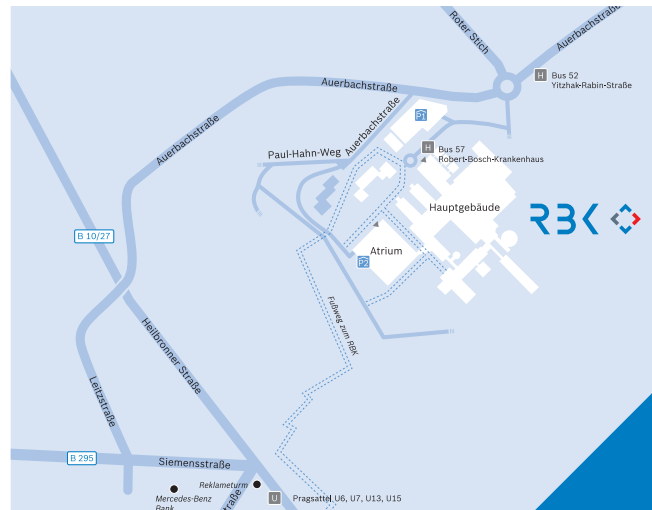 Roter Stich
Auerbachstraße
H Bus 52
Yitzhak-Rabin-Straße
Auerbachstraße
P1
Auerbachstraße
Auerbachstraße
H Bus 57
Robert-Bosch-Krankenhaus
Paul-Hahn-Weg
Hauptgebäude
RBK
B 10/27
Atrium
P2
Fußweg zum RBK
Heilbronner Straße
Leitzstraße
B 295
Siemensstraße
Reklameturm
Mercedes-Benz
Bank
U Pragsattel U6, U7, U13, U15